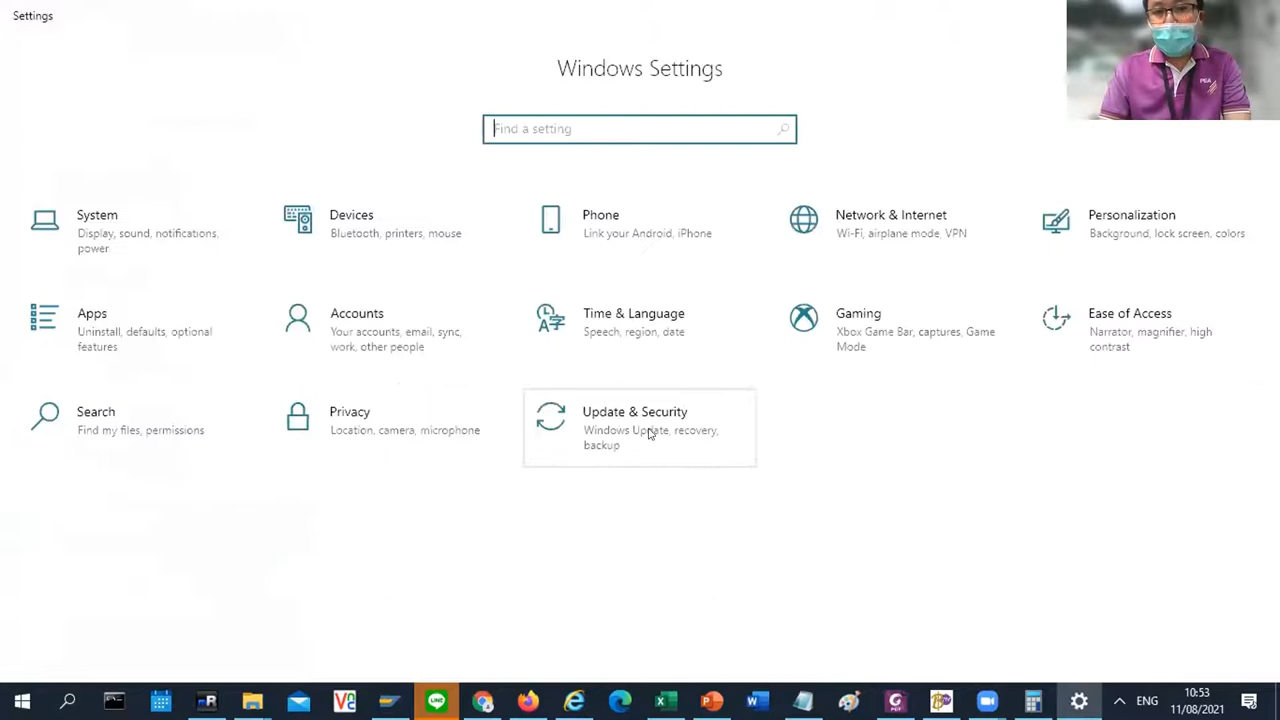 Settings
Windows Settings
Find a setting
System
Display, sound, notifications,
power
Devices
Bluetooth, printers, mouse
Phone
Link your Android, iPhone
Network & Internet
Wi-Fi, airplane mode, VPN
Personalization
Background, lock screen, colors
Apps
Uninstall, defaults, optional
features
Accounts
Your accounts, email, sync,
work, other people
Time & Language
Speech, region, date
Gaming
Xbox Game Bar, captures, Game
Mode
Ease of Access
Narrator, magnifier, high
contrast
Search
Find my files, permissions
Privacy
Location, camera, microphone
Update & Security
Windows Update, recovery,
backup
PEA
LINE
ENG
10:53
11/08/2021